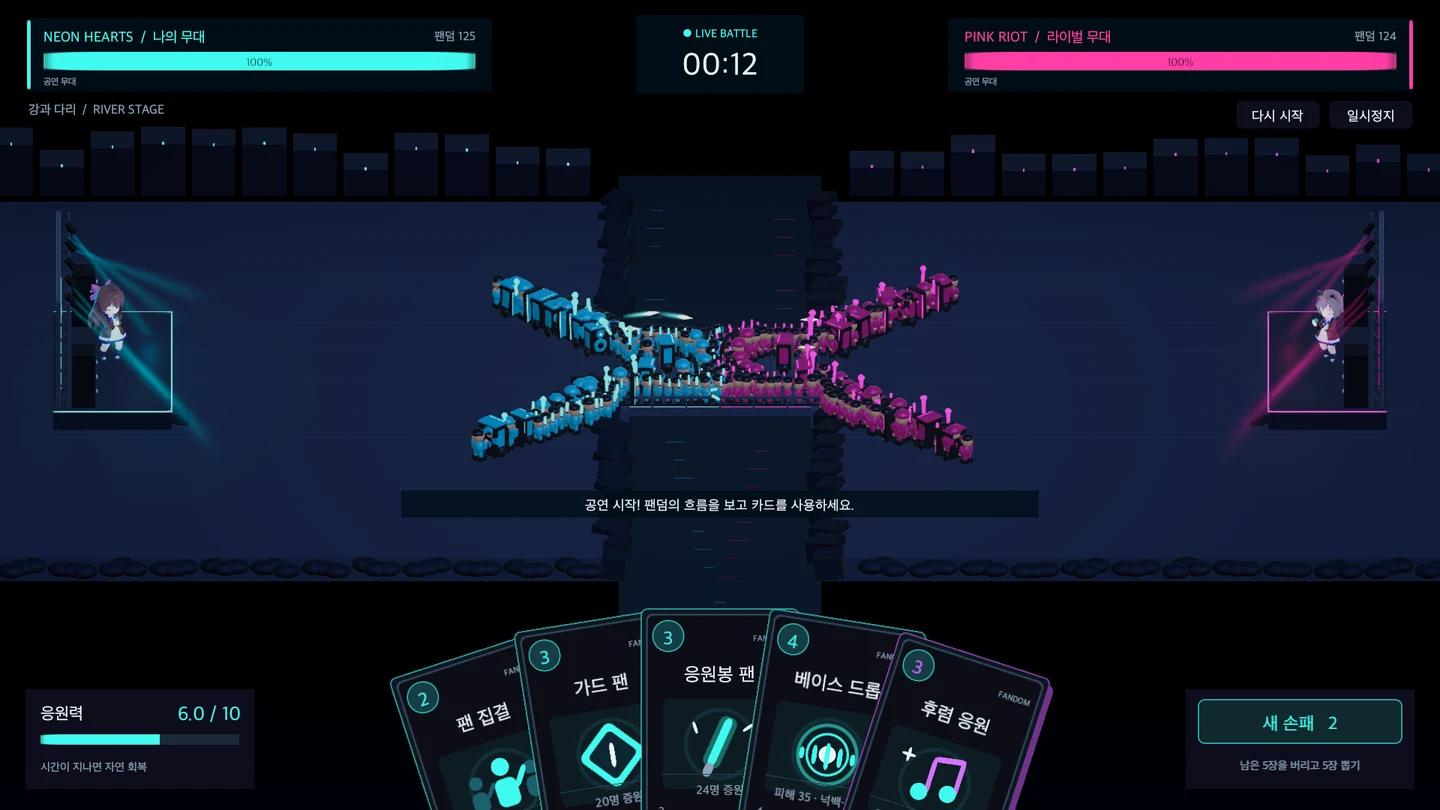 NEON HEARTS / 나의 무대
팬덤 125
100%
공연 무대
LIVE BATTLE
00:12
PINK RIOT / 라이벌 무대
팬덤 124
100%
공연 무대
강과 다리 / RIVER STAGE
다시 시작
일시정지
공연 시작! 팬덤의 흐름을 보고 카드를 사용하세요.
응원력
6.0 / 10
시간이 지나면 자연 회복
2
FAN
팬 집결
3
FAN
가드 팬
20명 증원
3
FAN
응원봉 팬
24명 증원
4
FAN
베이스 드롭
피해 35 · 넉백
3
FANDOM
후렴 응원
새 손패 2
남은 5장을 버리고 5장 뽑기